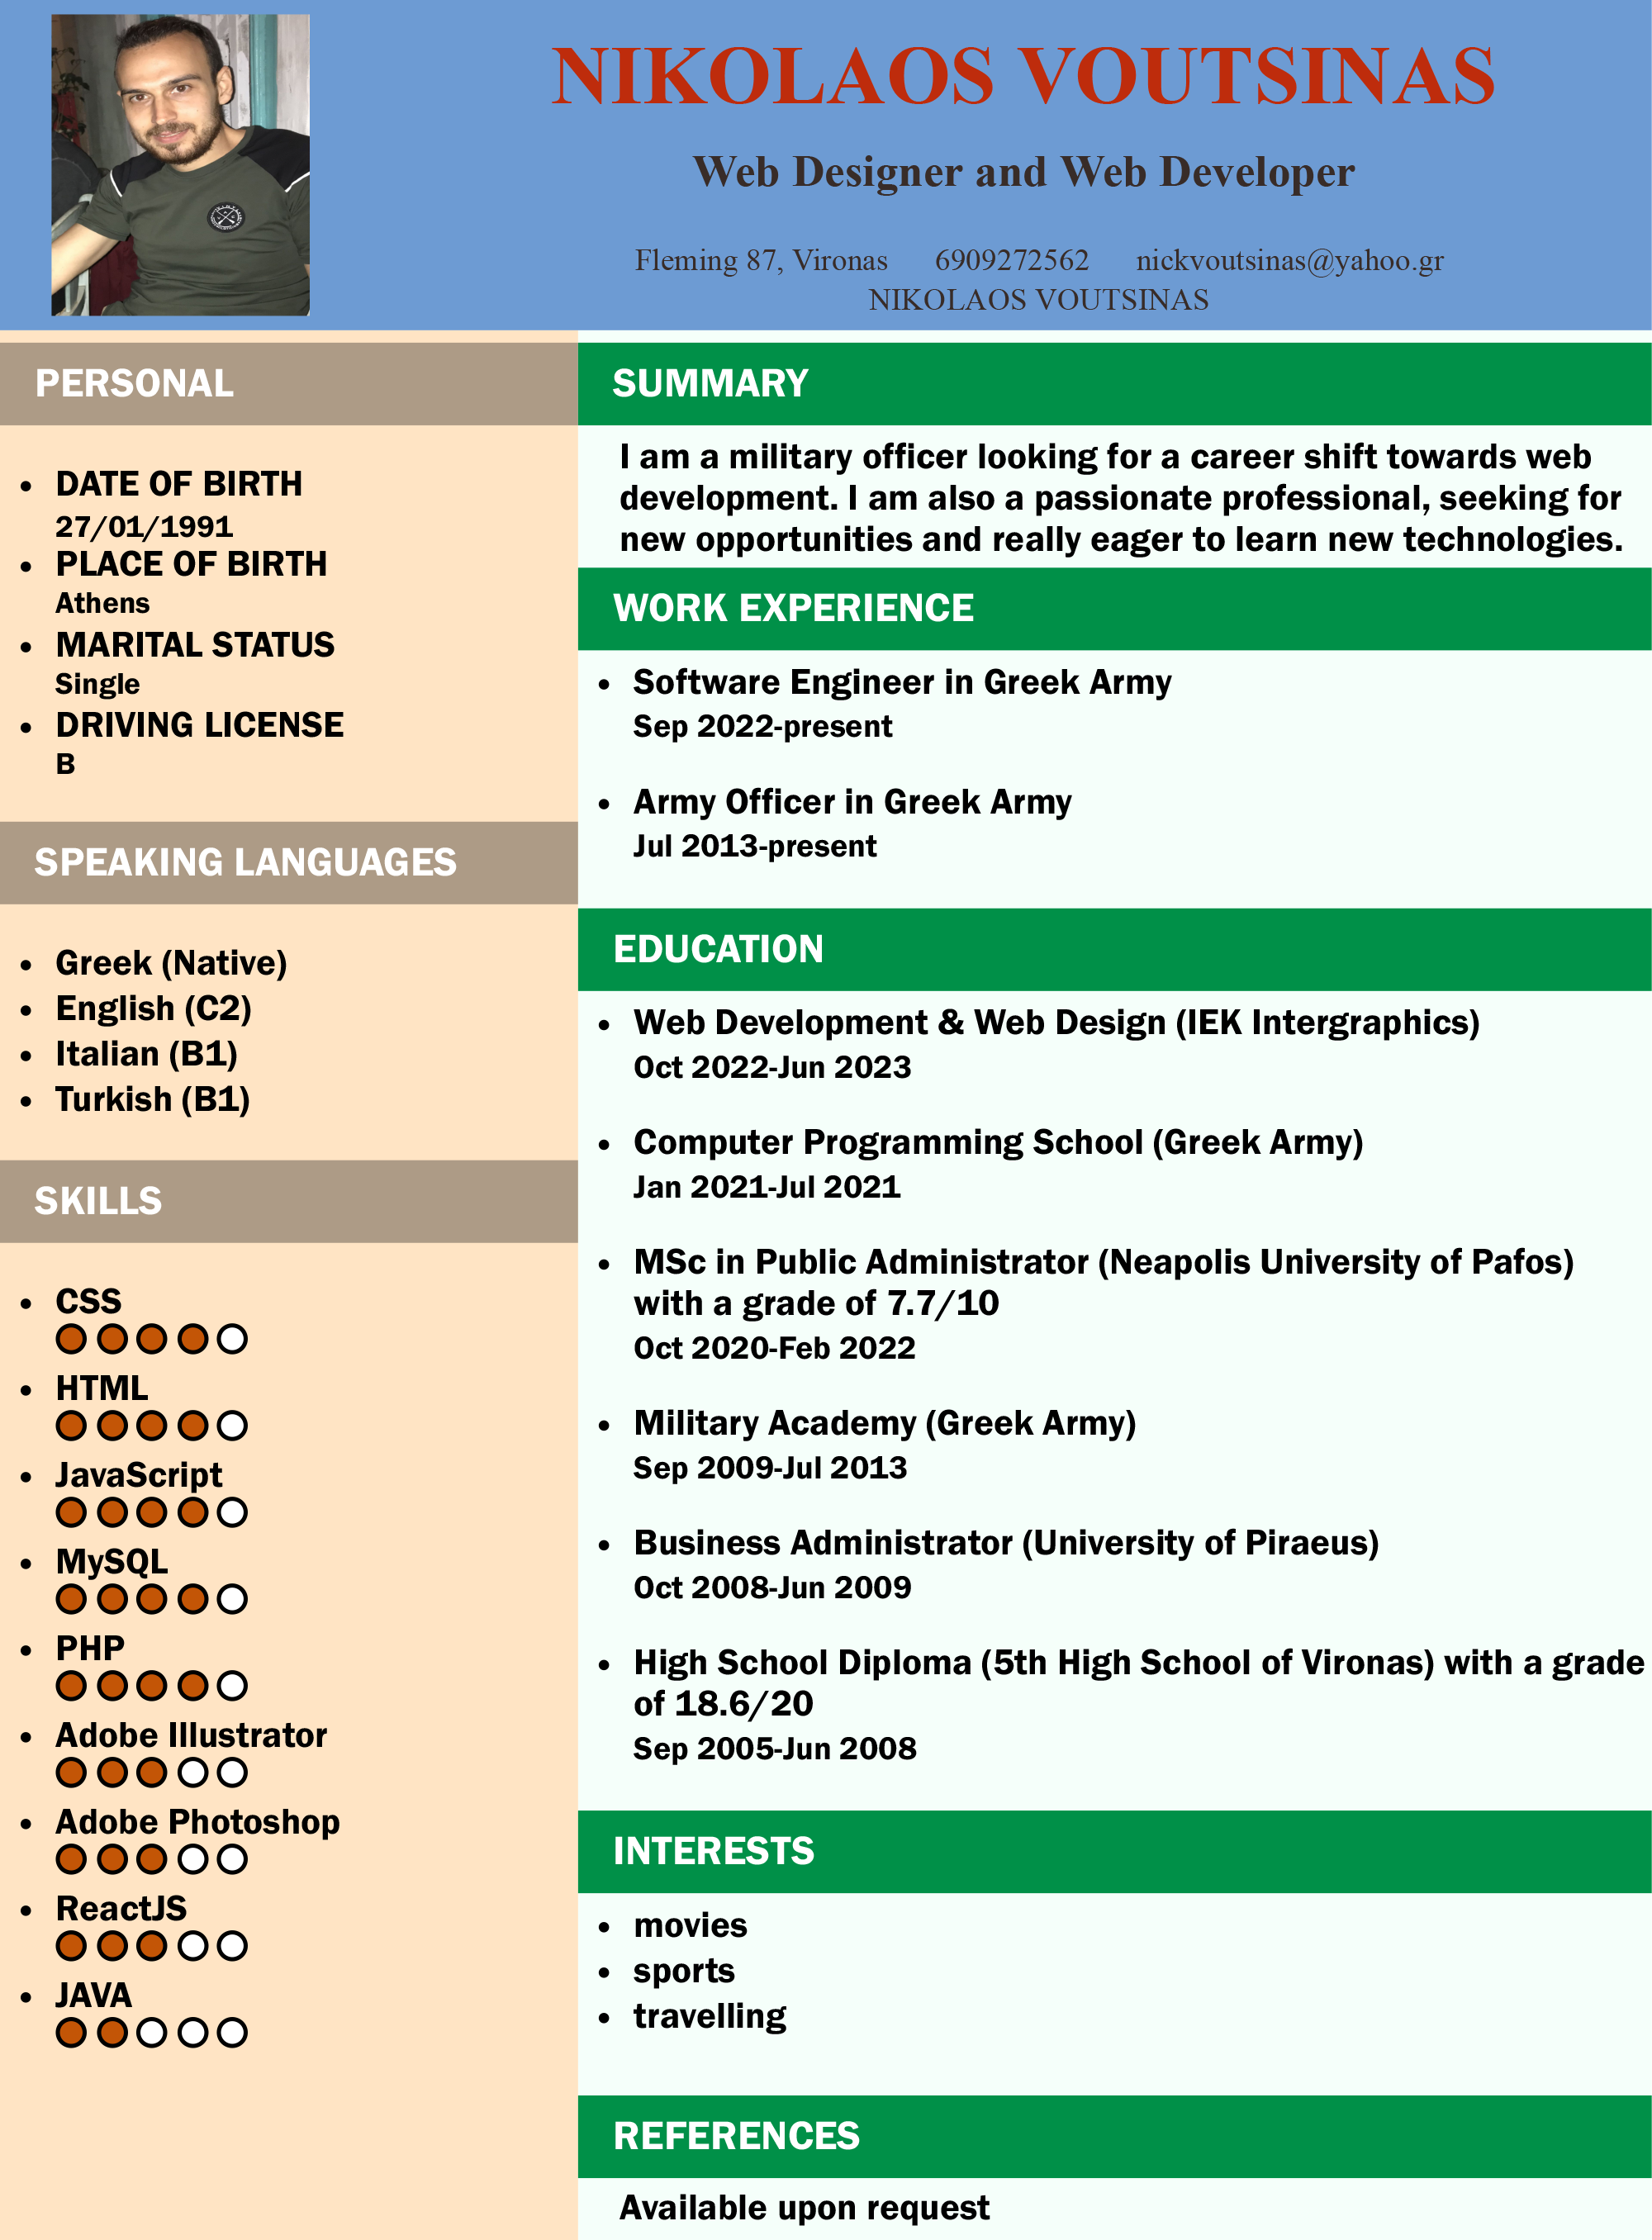 NIKOLAOS VOUTSINAS
Web Designer and Web Developer
Fleming 87, Vironas 6909272562 nickvoutsinas@yahoo.gr
NIKOLAOS VOUTSINAS
PERSONAL
DATE OF BIRTH
27/01/1991
PLACE OF BIRTH
Athens
MARITAL STATUS
Single
DRIVING LICENSE
B
SPEAKING LANGUAGES
Greek (Native)
English (C2)
Italian (B1)
Turkish (B1)
SKILLS
CSS
HTML
JavaScript
MySQL
PHP
Adobe Illustrator
Adobe Photoshop
ReactJS
JAVA
SUMMARY
I am a military officer looking for a career shift towards web
development. I am also a passionate professional, seeking for
new opportunities and really eager to learn new technologies.
WORK EXPERIENCE
Software Engineer in Greek Army
Sep 2022-present
Army Officer in Greek Army
Jul 2013-present
EDUCATION
Web Development & Web Design (IEK Intergraphics)
Oct 2022-Jun 2023
Computer Programming School (Greek Army)
Jan 2021-Jul 2021
MSc in Public Administrator (Neapolis University of Pafos)
with a grade of 7.7/10
Oct 2020-Feb 2022
Military Academy (Greek Army)
Sep 2009-Jul 2013
Business Administrator (University of Piraeus)
Oct 2008-Jun 2009
High School Diploma (5th High School of Vironas) with a grade
of 18.6/20
Sep 2005-Jun 2008
INTERESTS
movies
sports
travelling
REFERENCES
Available upon request